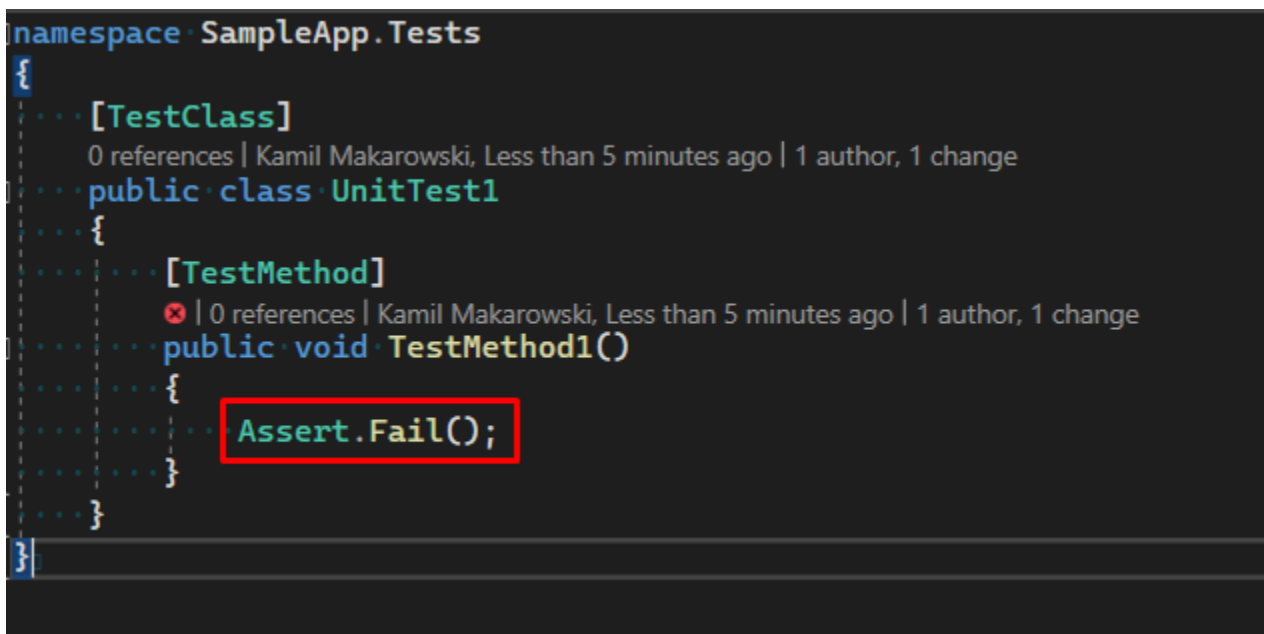 namespace SampleApp.Tests
{
[TestClass]
0 references | Kamil Makarowski, Less than 5 minutes ago | 1 author, 1 change
public class UnitTest1
{
[TestMethod]
| 0 references | Kamil Makarowski, Less than 5 minutes ago | 1 author, 1 change
public void TestMethod1()
{
Assert.Fail();
}
}
}